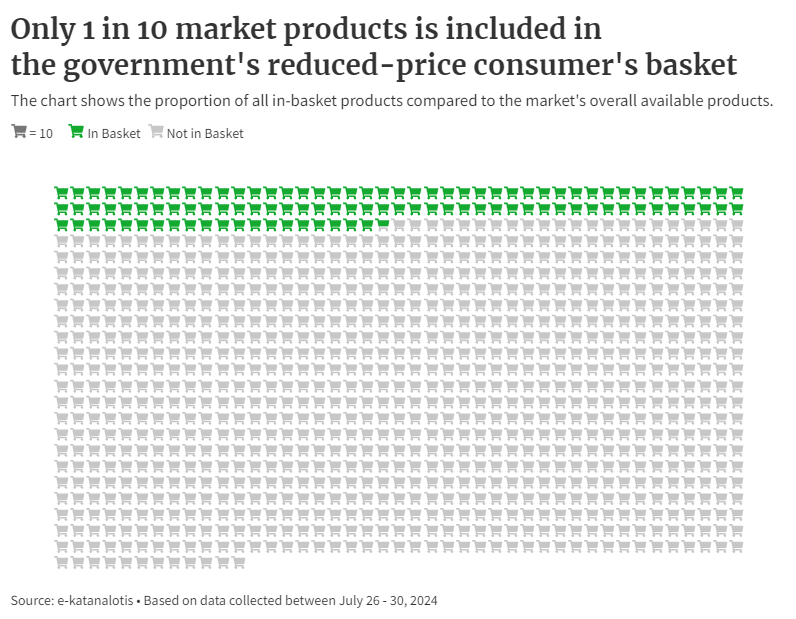 Only 1 in 10 market products is included in
the government's reduced-price consumer's basket
The chart shows the proportion of all in-basket products compared to the market's overall available products.
= 10 In Basket Not in Basket
Source: e-katanalotis • Based on data collected between July 26 - 30, 2024